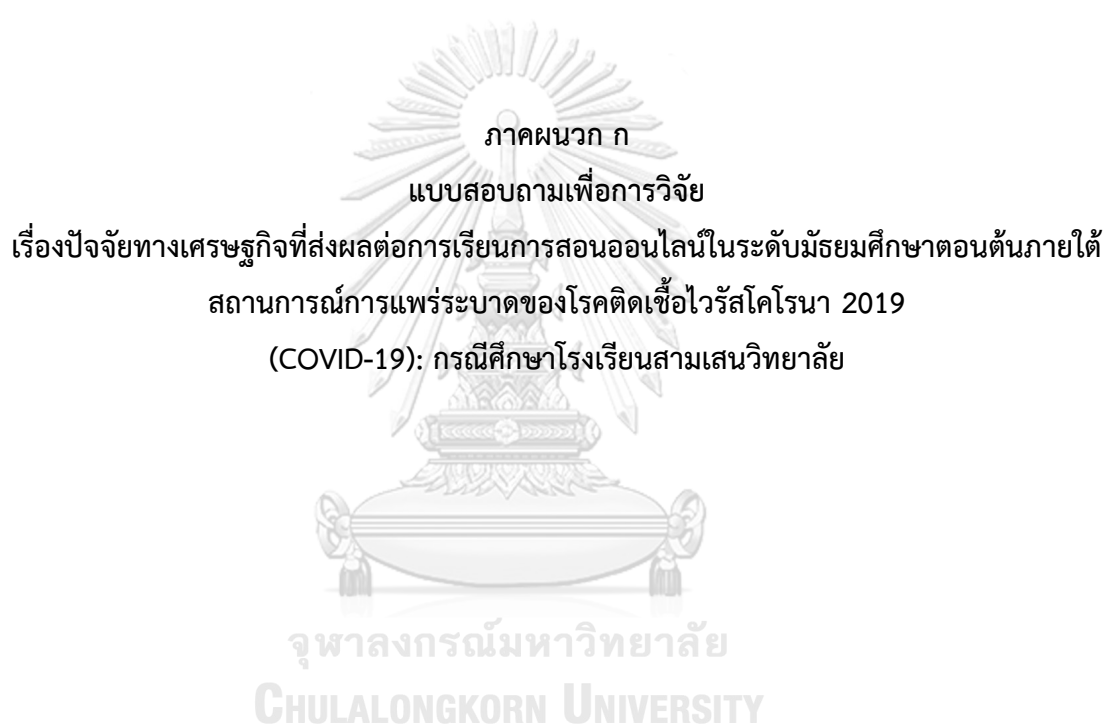 ภาคผนวก ก
แบบสอบถามเพื่อการวิจัย
เรื่องปัจจัยทางเศรษฐกิจที่ส่งผลต่อการเรียนการสอนออนไลน์ในระดับมัธยมศึกษาตอนต้นภายใต้
สถานการณ์การแพร่ระบาดของโรคติดเชื้อไวรัสโคโรนา 2019
(COVID-19): กรณีศึกษาโรงเรียนสามเสนวิทยาลัย
จุฬาลงกรณ์มหาวิทยาลัย
CHULALONGKORN UNIVERSITY